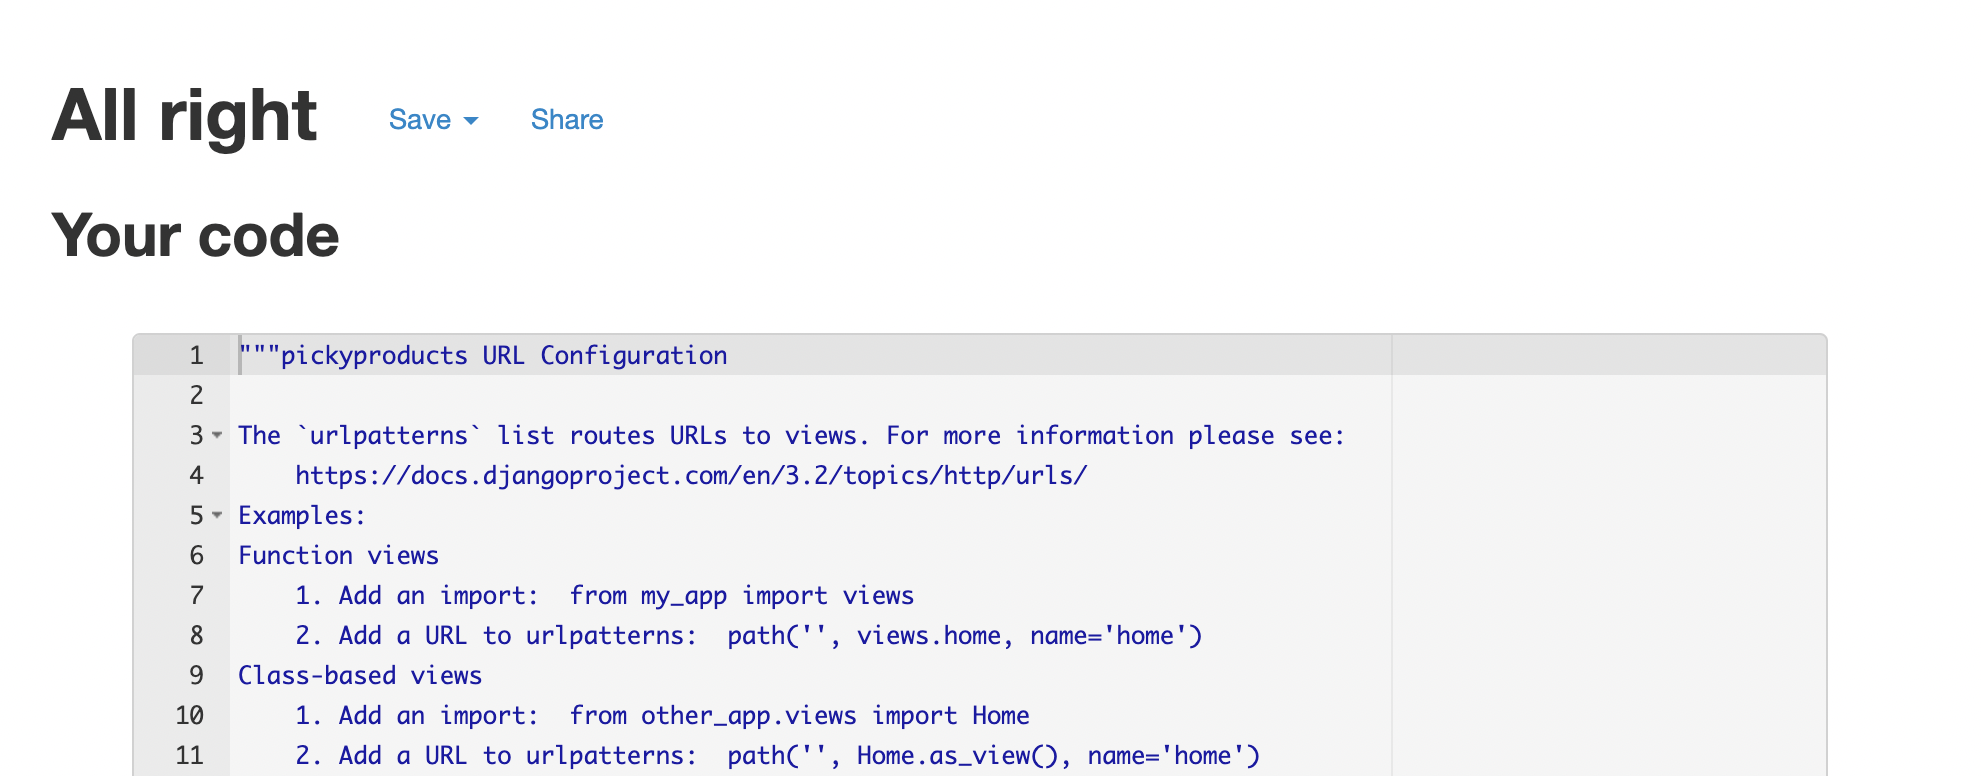 All right Save Share
Your code
1 """pickyproducts URL Configuration
2
3 The `urlpatterns` list routes URLs to views. For more information please see:
4     https://docs.djangoproject.com/en/3.2/topics/http/urls/
5 Examples:
6 Function views
7     1. Add an import:  from my_app import views
8     2. Add a URL to urlpatterns:  path('', views.home, name='home')
9 Class-based views
10     1. Add an import:  from other_app.views import Home
11     2. Add a URL to urlpatterns:  path('', Home.as_view(), name='home')